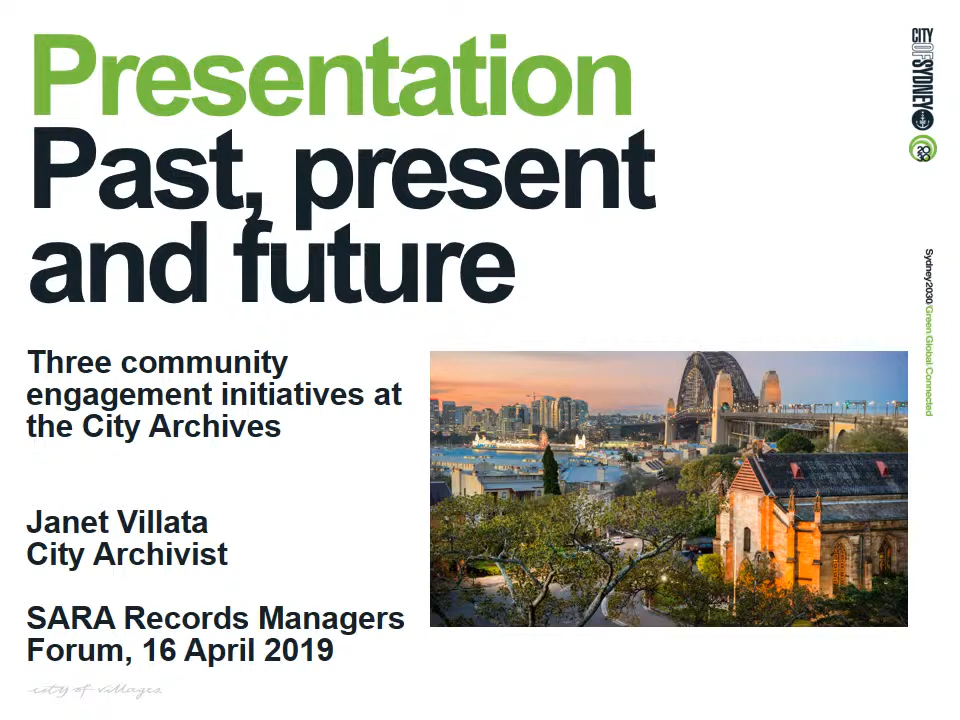 Presentation
Past, present
and future
Three community
engagement initiatives at
the City Archives
Janet Villata
City Archivist
SARA Records Managers
Forum, 16 April 2019
city of villages
CITY OF SYDNEY
2030
Sydney2030/Green/Global/Connected